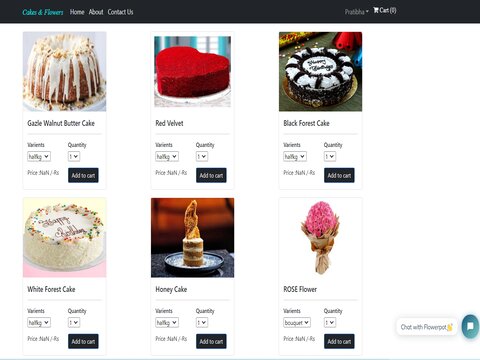 Cakes & Flowers Home About Contact Us Pratibha Cart (0)
Happy Birthday
Gazle Walnut Butter Cake
Red Velvet
Black Forest Cake
Varients Quantity
halfkg 1
Price :NaN /-Rs Add to cart
Varients Quantity
halfkg 1
Price :NaN /-Rs Add to cart
Varients Quantity
halfkg 1
Price :NaN /-Rs Add to cart
Happy Birthday
White Forest Cake
Honey Cake
ROSE Flower
Varients Quantity
halfkg 1
Price :NaN /-Rs Add to cart
Varients Quantity
halfkg 1
Price :NaN /-Rs Add to cart
Varients Quantity
bouquet 1
Price :NaN /-Rs Add to cart
Chat with Flowerpot